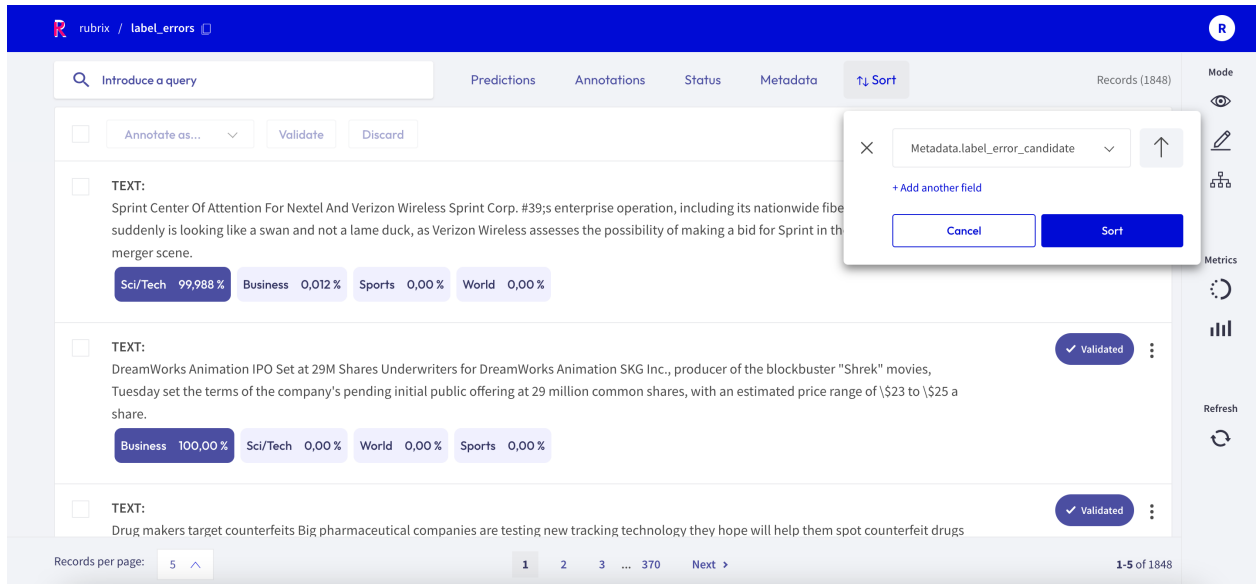 R rubrix / label_errors
R
Introduce a query
Predictions
Annotations
Status
Metadata
Sort
Records (1848)
Mode
Annotate as...
Validate
Discard
Metadata.label_error_candidate
+ Add another field
Cancel
Sort
TEXT:
Sprint Center Of Attention For Nextel And Verizon Wireless Sprint Corp. #39;s enterprise operation, including its nationwide fibe
suddenly is looking like a swan and not a lame duck, as Verizon Wireless assesses the possibility of making a bid for Sprint in th
merger scene.
Sci/Tech 99,988 % Business 0,012 % Sports 0,00 % World 0,00 %
Metrics
TEXT:
Validated
DreamWorks Animation IPO Set at 29M Shares Underwriters for DreamWorks Animation SKG Inc., producer of the blockbuster "Shrek" movies,
Tuesday set the terms of the company's pending initial public offering at 29 million common shares, with an estimated price range of \$23 to \$25 a
share.
Business 100,00 % Sci/Tech 0,00 % World 0,00 % Sports 0,00 %
Refresh
TEXT:
Validated
Drug makers target counterfeits Big pharmaceutical companies are testing new tracking technology they hope will help them spot counterfeit drugs
Records per page: 5
1 2 3 ... 370 Next >
1-5 of 1848